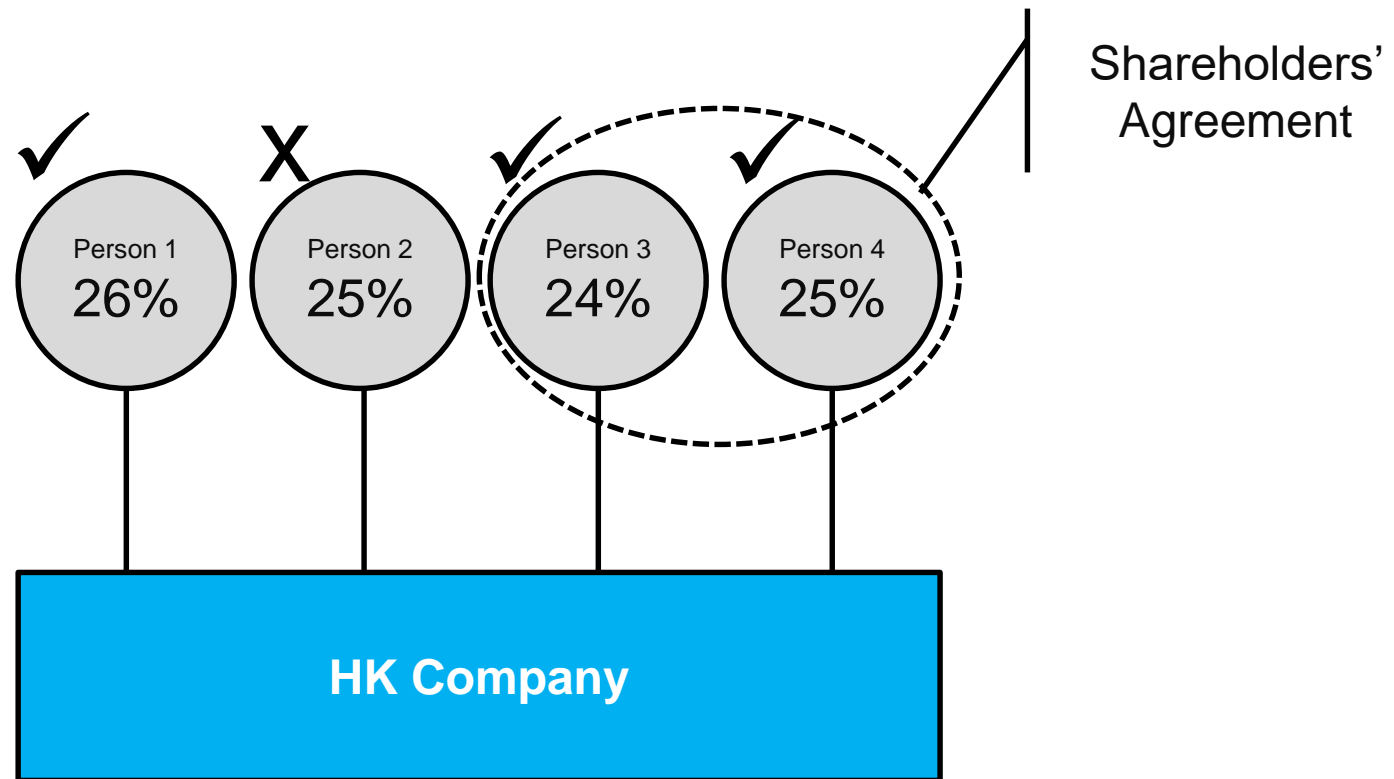 Shareholders’
Agreement
X
Person 1
26%
Person 2
25%
Person 3
24%
Person 4
25%
HK Company